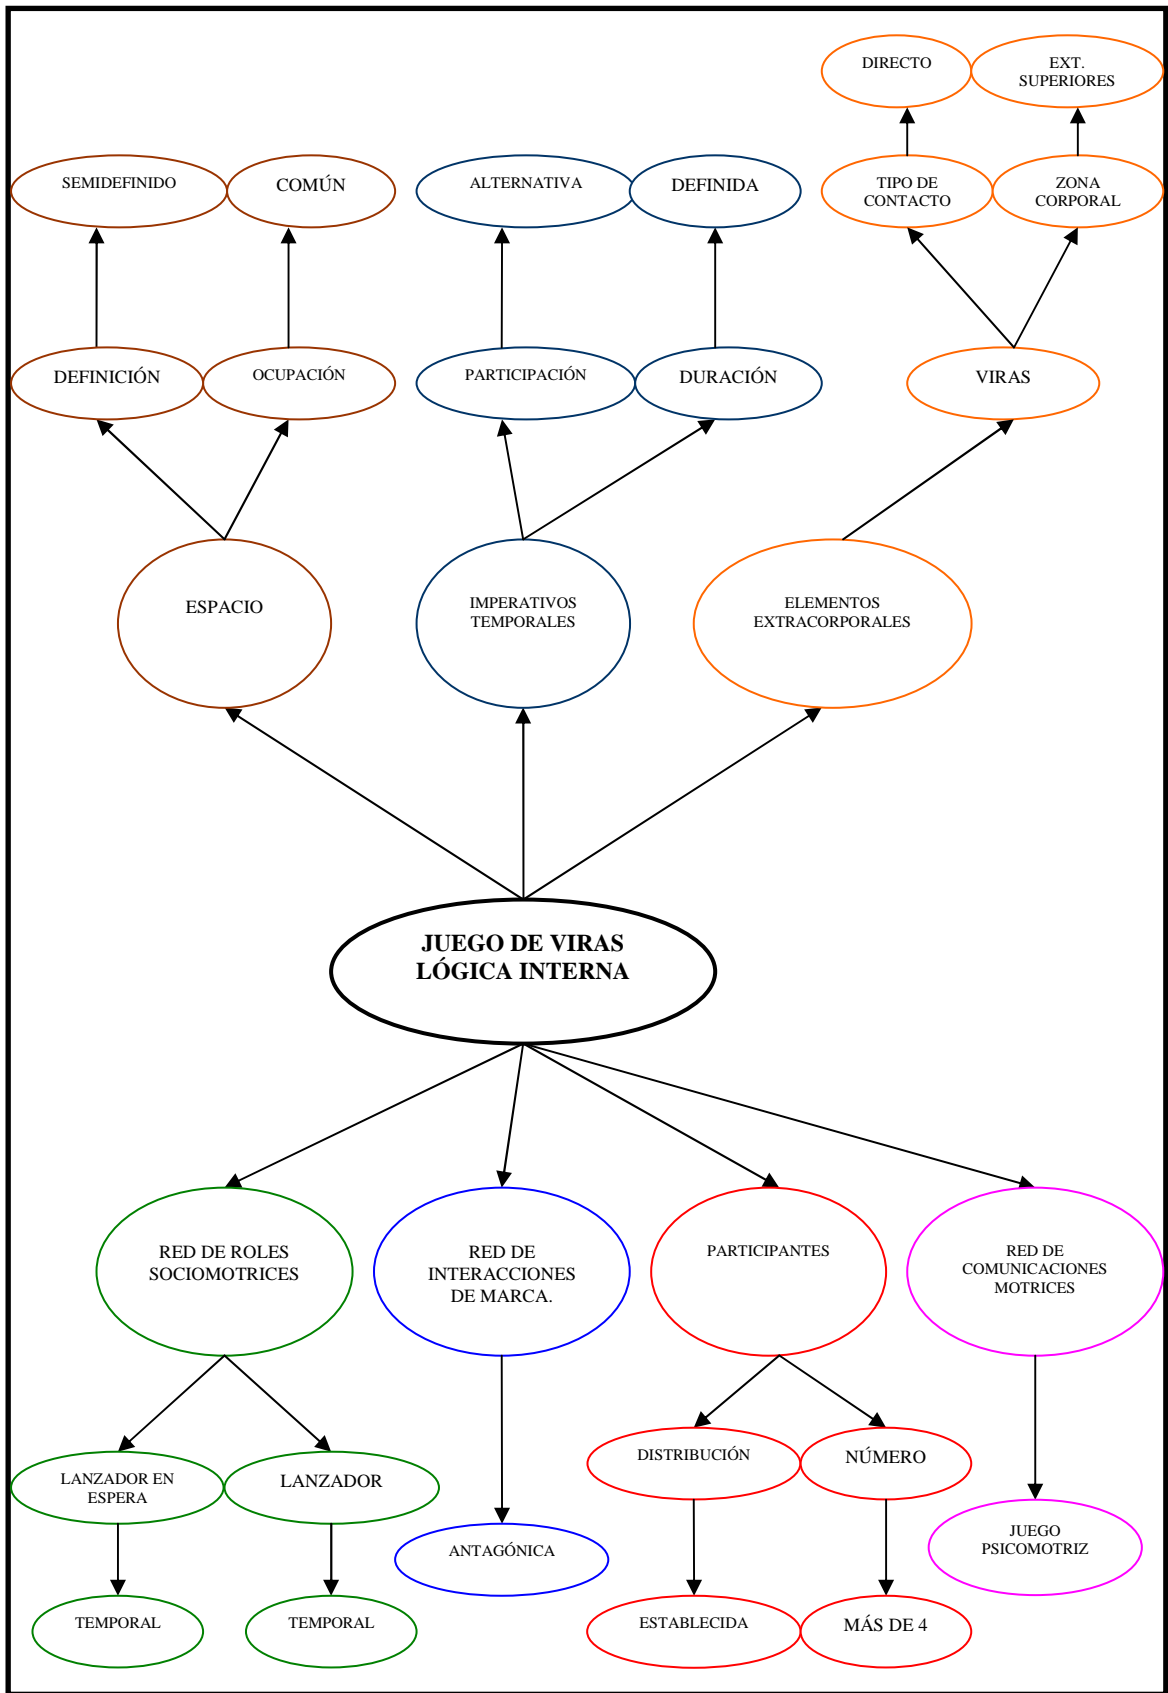 DIRECTO
EXT.
SUPERIORES
SEMIDEFINIDO
COMÚN
ALTERNATIVA
DEFINIDA
TIPO DE
CONTACTO
ZONA
CORPORAL
DEFINICIÓN
OCUPACIÓN
PARTICIPACIÓN
DURACIÓN
VIRAS
ESPACIO
IMPERATIVOS
TEMPORALES
ELEMENTOS
EXTRACORPORALES
JUEGO DE VIRAS
LÓGICA INTERNA
RED DE ROLES
SOCIOMOTRICES
RED DE
INTERACCIONES
DE MARCA.
PARTICIPANTES
RED DE
COMUNICACIONES
MOTRICES
LANZADOR EN
ESPERA
LANZADOR
DISTRIBUCIÓN
NÚMERO
ANTAGÓNICA
JUEGO
PSICOMOTRIZ
TEMPORAL
TEMPORAL
ESTABLECIDA
MÁS DE 4